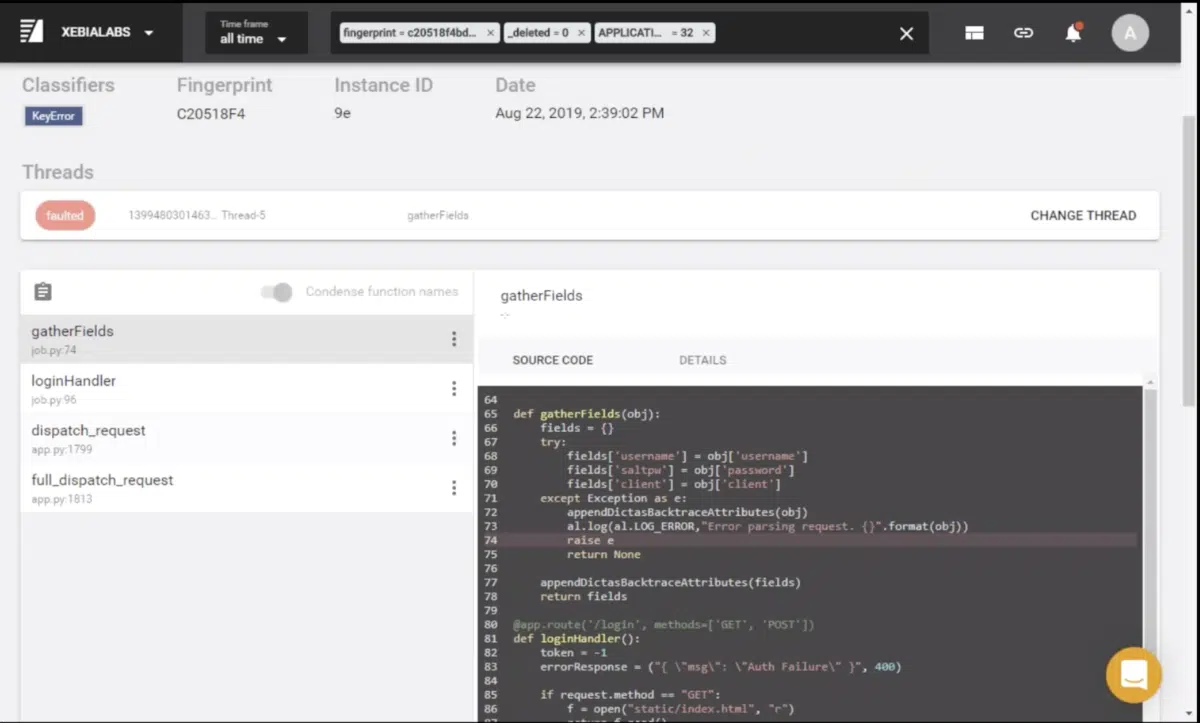 XEBIALABS
Time frame
all time
fingerprint = c20518f4bd... ×
_deleted = 0 ×
APPLICATI... = 32 ×
A
Classifiers Fingerprint Instance ID Date
KeyError C20518F4 9e Aug 22, 2019, 2:39:02 PM
Threads
faulted 1399480301463... Thread-5 gatherFields CHANGE THREAD
Condense function names
gatherFields
job.py:74
loginHandler
job.py:96
dispatch_request
app.py:1799
full_dispatch_request
app.py:1813
gatherFields
-:-
SOURCE CODE DETAILS
64
65 def gatherFields(obj):
66 fields = {}
67 try:
68 fields['username'] = obj['username']
69 fields['saltpw'] = obj['password']
70 fields['client'] = obj['client']
71 except Exception as e:
72 appendDictasBacktraceAttributes(obj)
73 al.log(al.LOG_ERROR,"Error parsing request. {}".format(obj))
74 raise e
75 return None
76
77 appendDictasBacktraceAttributes(fields)
78 return fields
79
80 @app.route('/login', methods=['GET', 'POST'])
81 def loginHandler():
82 token = -1
83 errorResponse = ("{ \"msg\": \"Auth Failure\" }", 400)
84
85 if request.method == "GET":
86 f = open("static/index.html", "r")
87 return f.read()